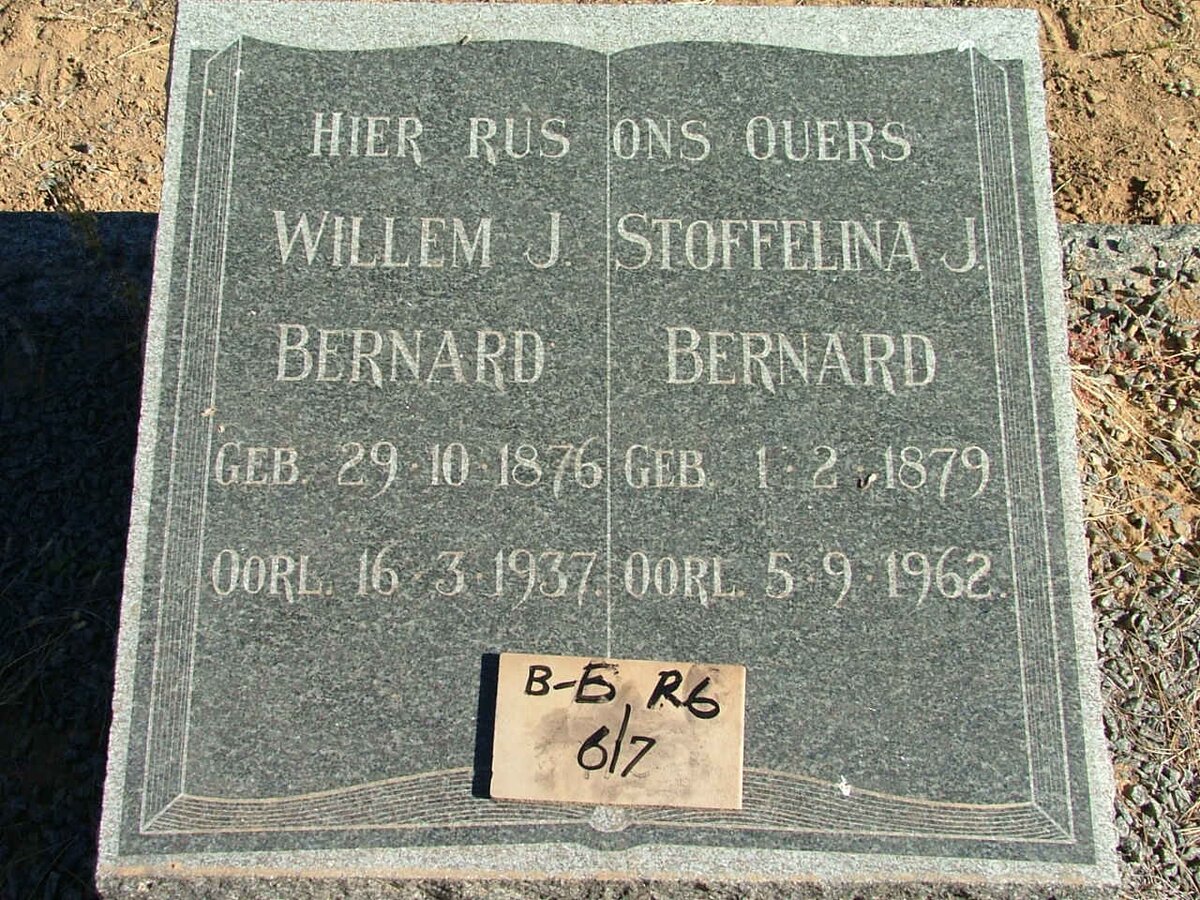 HIER RUS ONS OUERS
WILLEM J.
BERNARD
GEB. 29·10·1876
OORL. 16·3·1937.
STOFFELINA J.
BERNARD
GEB. 1·2·1879
OORL. 5·9·1962.
B-E R6
6/7